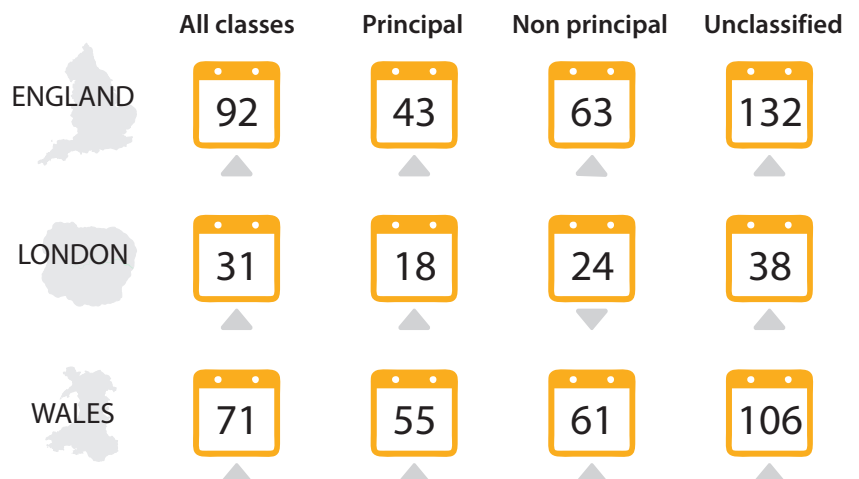 All classes Principal Non principal Unclassified
ENGLAND 92 43 63 132
LONDON 31 18 24 38
WALES 71 55 61 106